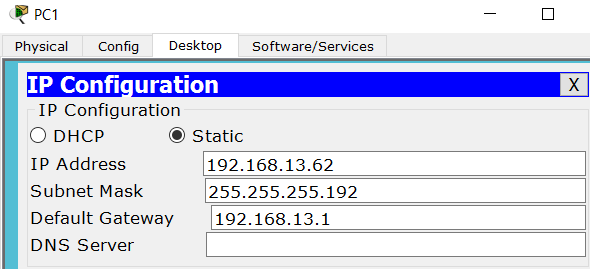 PC1
Physical Config Desktop Software/Services
IP Configuration X
IP Configuration
DHCP Static
IP Address 192.168.13.62
Subnet Mask 255.255.255.192
Default Gateway 192.168.13.1
DNS Server